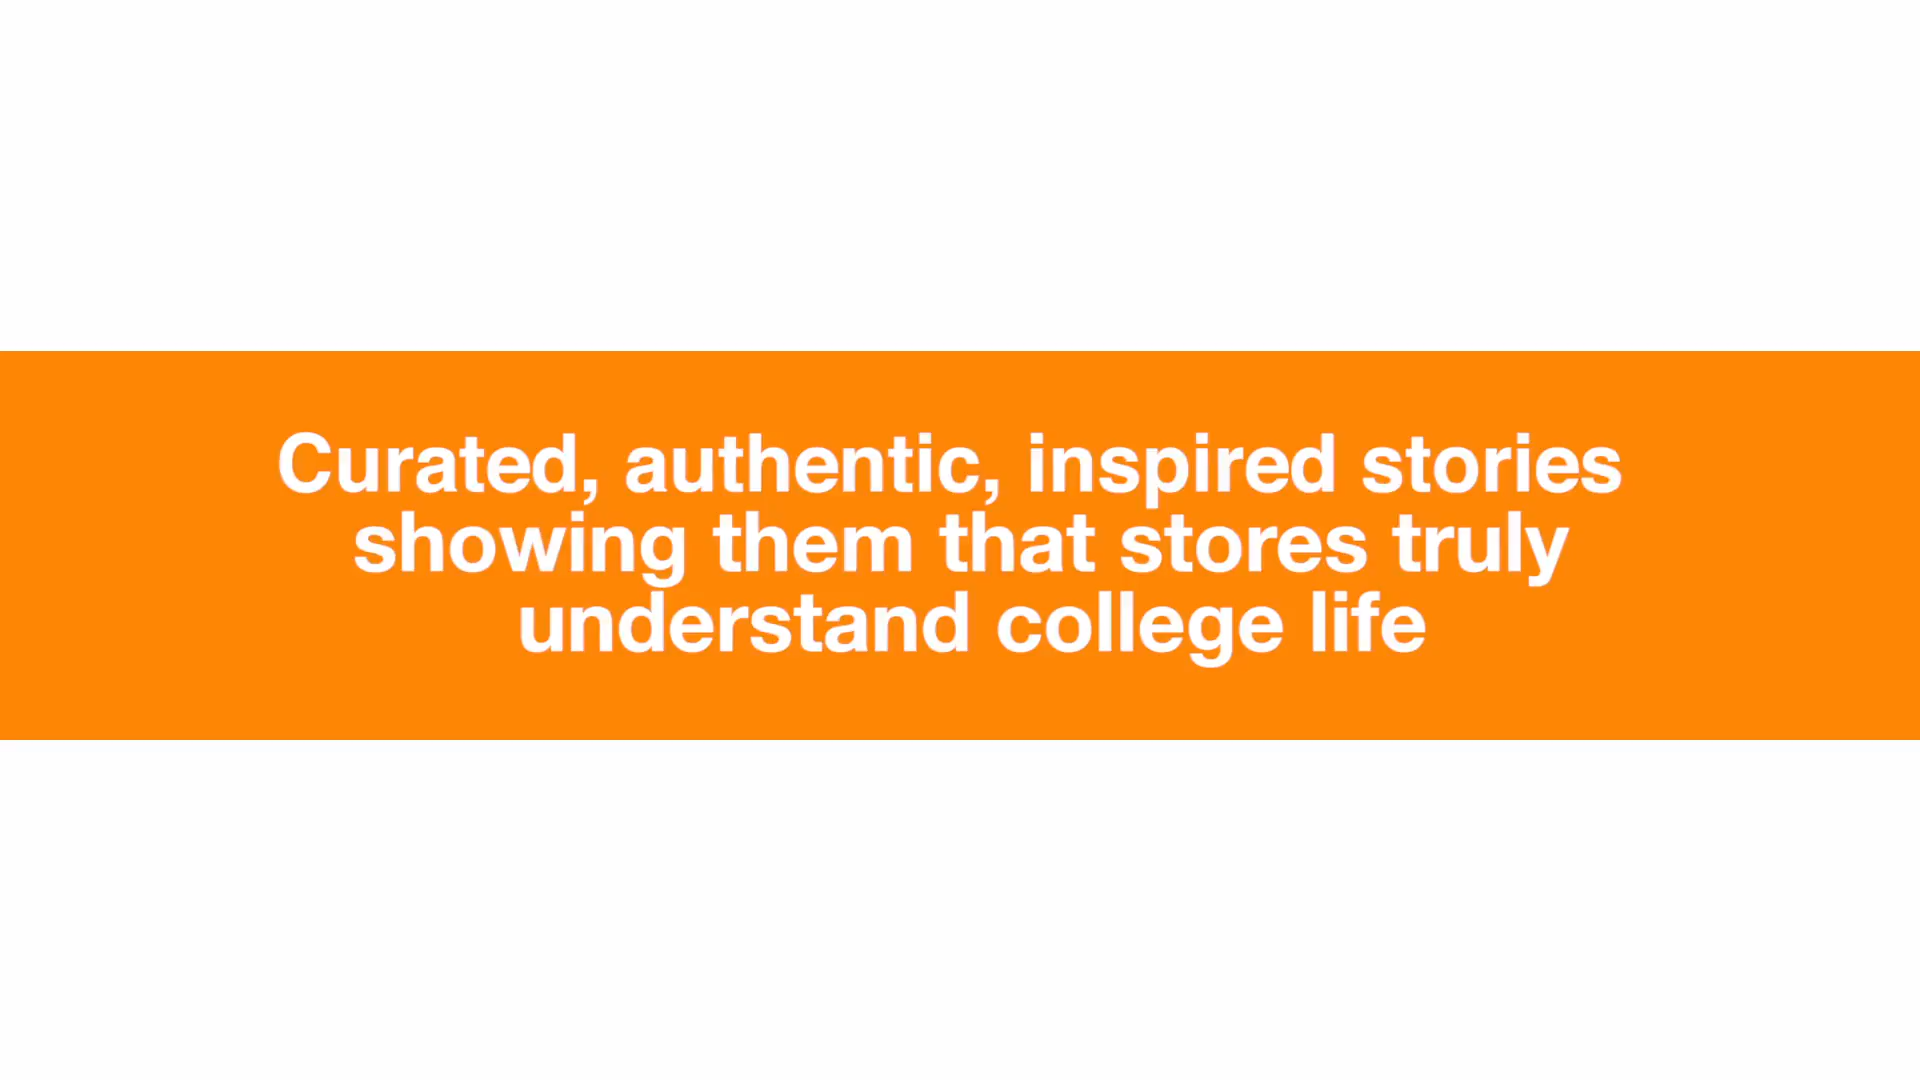 Curated, authentic, inspired stories
showing them that stores truly
understand college life